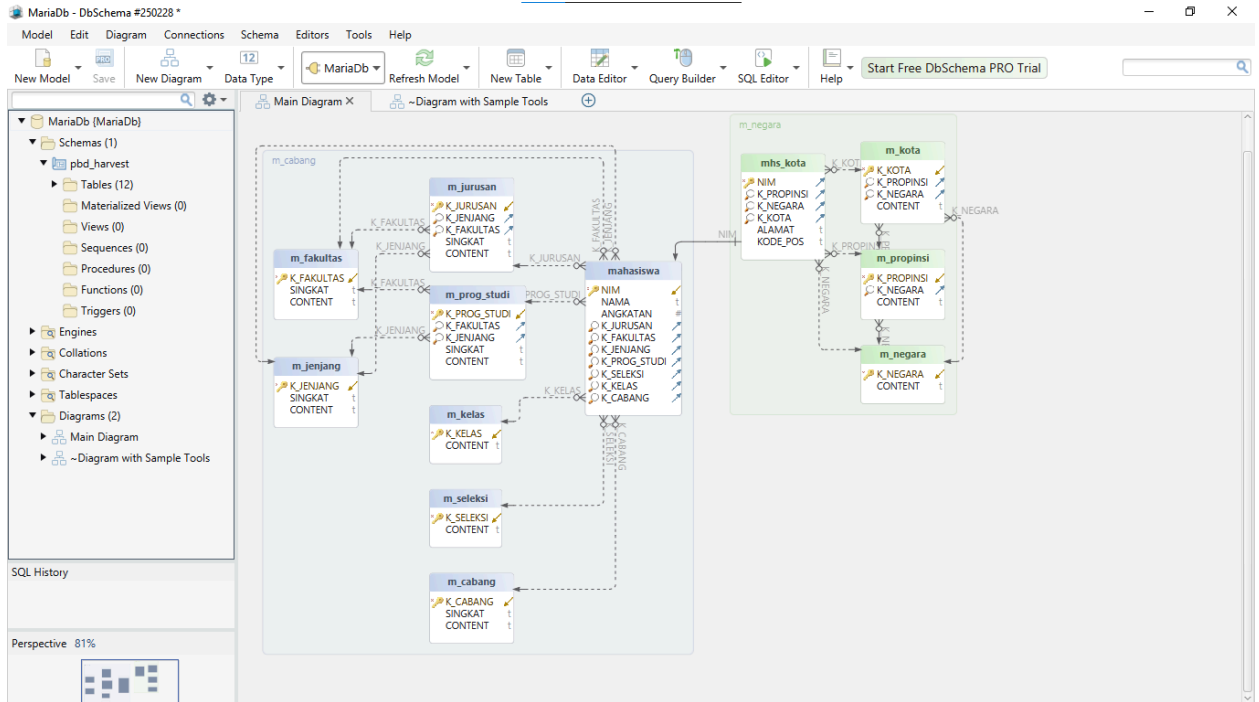 MariaDb - DbSchema #250228 *
Model Edit Diagram Connections Schema Editors Tools Help
12
MariaDb
New Model Save New Diagram Data Type Refresh Model New Table Data Editor Query Builder SQL Editor Help
Start Free DbSchema PRO Trial
Main Diagram
~Diagram with Sample Tools
MariaDb {MariaDb}
Schemas (1)
pbd_harvest
Tables (12)
Materialized Views (0)
Views (0)
Sequences (0)
Procedures (0)
Functions (0)
Triggers (0)
Engines
Collations
Character Sets
Tablespaces
Diagrams (2)
Main Diagram
~Diagram with Sample Tools
SQL History
Perspective 81%
m_cabang
m_jurusan
K_JURUSAN
K_JENJANG
K_FAKULTAS
SINGKAT t
CONTENT t
K_FAKULTAS
K_JENJANG
m_fakultas
K_FAKULTAS
SINGKAT t
CONTENT t
K_FAKULTAS
K_JENJANG
m_prog_studi
K_PROG_STUDI
K_FAKULTAS
K_JENJANG
SINGKAT t
CONTENT t
m_jenjang
K_JENJANG
SINGKAT t
CONTENT t
m_kelas
K_KELAS
CONTENT t
m_seleksi
K_SELEKSI
CONTENT t
m_cabang
K_CABANG
SINGKAT t
CONTENT t
K_FAKULTAS
JENJANG
K_JURUSAN
PROG_STUDI
K_KELAS
mahasiswa
NIM
NAMA t
ANGKATAN #
K_JURUSAN
K_FAKULTAS
K_JENJANG
K_PROG_STUDI
K_SELEKSI
K_KELAS
K_CABANG
SELEKSI
K_CABANG
NIM
m_negara
mhs_kota
NIM
K_PROPINSI
K_NEGARA
K_KOTA
ALAMAT t
KODE_POS t
K_KOT
K_PROPIN
K_NEGARA
m_kota
K_KOTA
K_PROPINSI
K_NEGARA
CONTENT t
K_NEGARA
m_propinsi
K_PROPINSI
K_NEGARA
CONTENT t
m_negara
K_NEGARA
CONTENT t